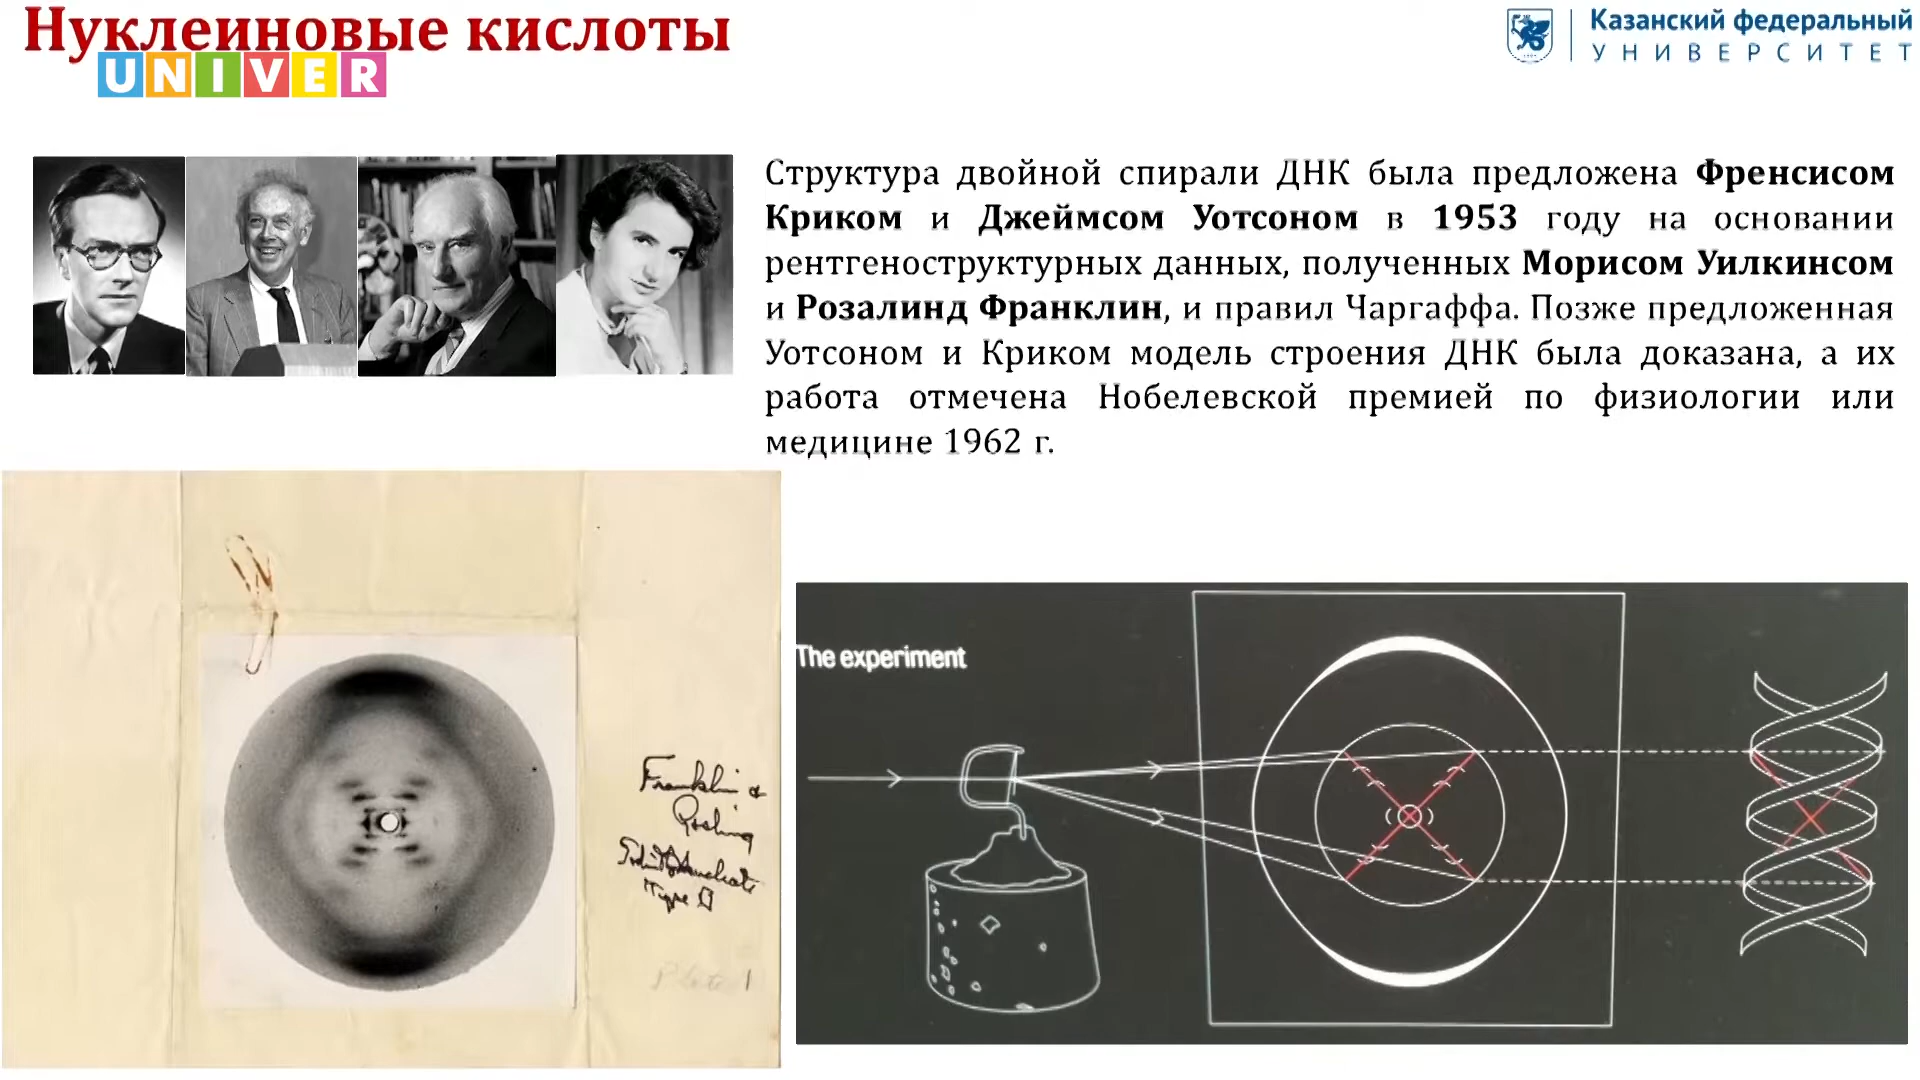 Нуклеиновые кислоты
UNIVER
Казанский федеральный
УНИВЕРСИТЕТ
Структура двойной спирали ДНК была предложена Френсисом
Криком и Джеймсом Уотсоном в 1953 году на основании
рентгеноструктурных данных, полученных Морисом Уилкинсом
и Розалинд Франклин, и правил Чаргаффа. Позже предложенная
Уотсоном и Криком модель строения ДНК была доказана, а их
работа отмечена Нобелевской премией по физиологии или
медицине 1962 г.
Franklin &
Gosling
Type B
Plate 1
The experiment